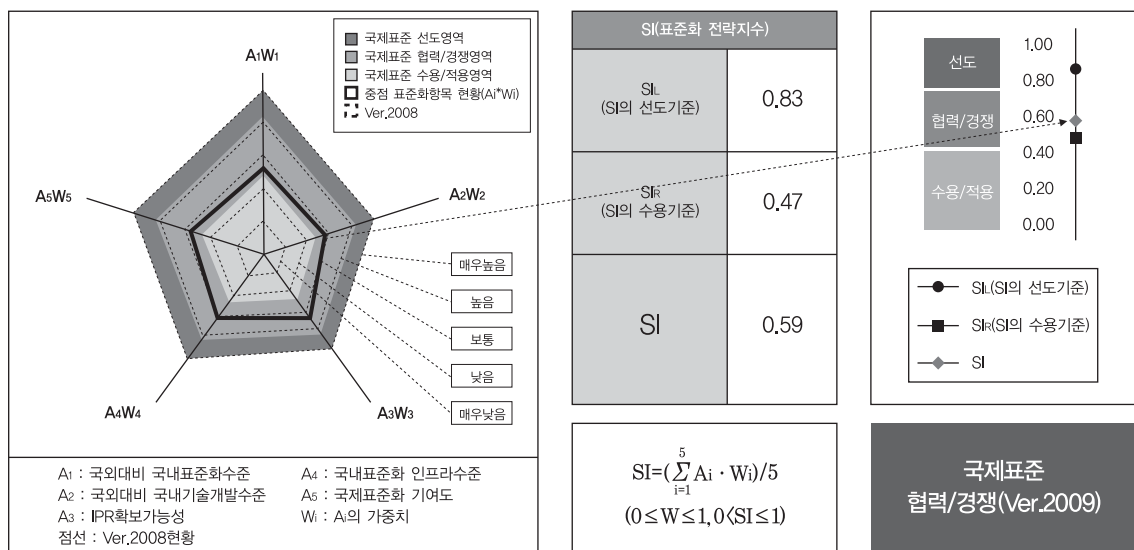 국제표준 선도영역
국제표준 협력/경쟁영역
국제표준 수용/적용영역
중점 표준화항목 현황(Ai*Wi)
Ver.2008
A1W1
A2W2
A3W3
A4W4
A5W5
매우높음
높음
보통
낮음
매우낮음
A1 : 국외대비 국내표준화수준
A2 : 국외대비 국내기술개발수준
A3 : IPR확보가능성
점선 : Ver.2008현황
A4 : 국내표준화 인프라수준
A5 : 국제표준화 기여도
Wi : Ai의 가중치
SI(표준화 전략지수)
SIL
(SI의 선도기준)
0.83
SIR
(SI의 수용기준)
0.47
SI
0.59
SI=(5∑i=1 Ai · Wi)/5
(0≤W≤1, 0<SI≤1)
선도
협력/경쟁
수용/적용
1.00
0.80
0.60
0.40
0.20
0.00
SIL(SI의 선도기준)
SIR(SI의 수용기준)
SI
국제표준
협력/경쟁(Ver.2009)